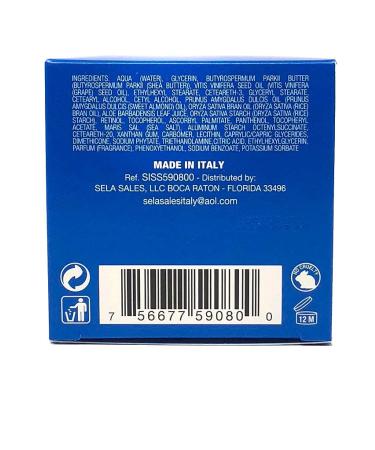 INGREDIENTS: AQUA (WATER), GLYCERIN, BUTYROSPERMUM PARKII BUTTER
(BUTYROSPERMUM PARKII (SHEA BUTTER)), VITIS VINIFERA SEED OIL (VITIS
VINIFERA (GRAPE) SEED OIL), ETHYLHEXYL STEARATE, CETEARETH-3, GLYCERYL STEARATE,
CETEARYL ALCOHOL, CETYL ALCOHOL, PRUNUS AMYGDALUS DULCIS OIL (PRUNUS
AMYGDALUS DULCIS (SWEET ALMOND) OIL), ORYZA SATIVA BRAN OIL (ORYZA SATIVA (RICE)
BRAN OIL), ALOE BARBADENSIS LEAF JUICE, ORYZA SATIVA STARCH (ORYZA SATIVA (RICE)
STARCH), RETINOL, TOCOPHEROL, ASCORBYL PALMITATE, PANTHENOL, TOCOPHERYL
ACETATE, MARIS SAL (SEA SALT), ALUMINUM STARCH OCTENYLSUCCINATE,
CETEARETH-20, XANTHAN GUM, CARBOMER, LECITHIN, CAPRYLIC/CAPRIC GLYCERIDES,
DIMETHICONE, SODIUM TARTRATE, TRIETHANOLAMINE, CITRIC ACID, ETHYLHEXYLGLYCERIN,
PARFUM (FRAGRANCE), PHENOXYETHANOL, SODIUM BENZOATE, POTASSIUM SORBATE
MADE IN ITALY
Ref. SISS590800 - Distributed by:
SELA SALES, LLC BOCA RATON - FLORIDA 33496
selasalesitaly@aol.com
NO CRUELTY
7 56677 59080 0
12 M